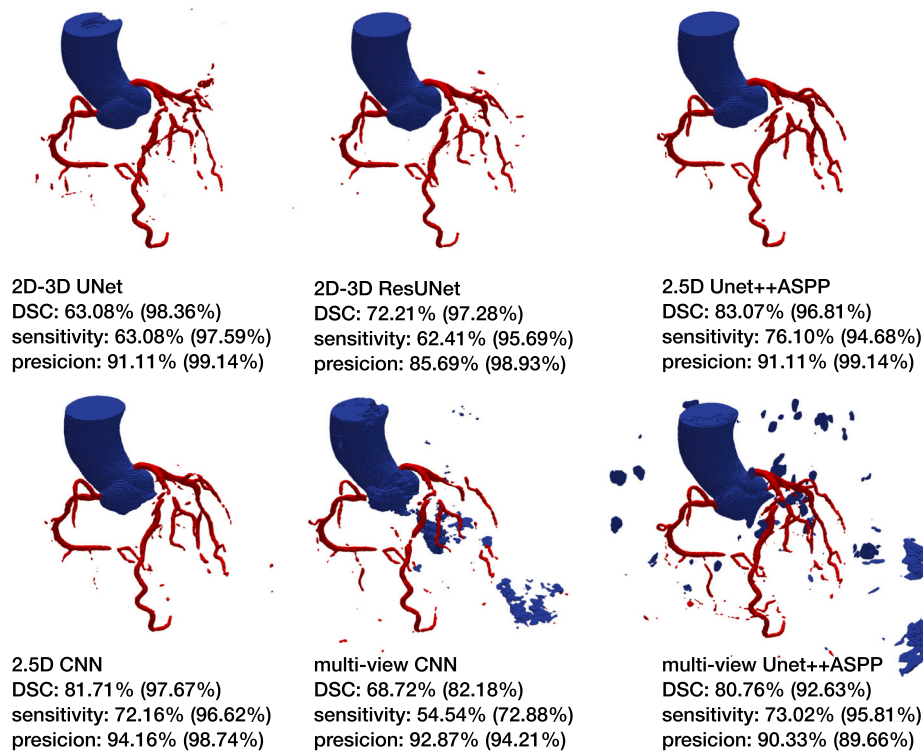 2D-3D UNet
DSC: 63.08% (98.36%)
sensitivity: 63.08% (97.59%)
presicion: 91.11% (99.14%)
2D-3D ResUNet
DSC: 72.21% (97.28%)
sensitivity: 62.41% (95.69%)
presicion: 85.69% (98.93%)
2.5D Unet++ASPP
DSC: 83.07% (96.81%)
sensitivity: 76.10% (94.68%)
presicion: 91.11% (99.14%)
2.5D CNN
DSC: 81.71% (97.67%)
sensitivity: 72.16% (96.62%)
presicion: 94.16% (98.74%)
multi-view CNN
DSC: 68.72% (82.18%)
sensitivity: 54.54% (72.88%)
presicion: 92.87% (94.21%)
multi-view Unet++ASPP
DSC: 80.76% (92.63%)
sensitivity: 73.02% (95.81%)
presicion: 90.33% (89.66%)